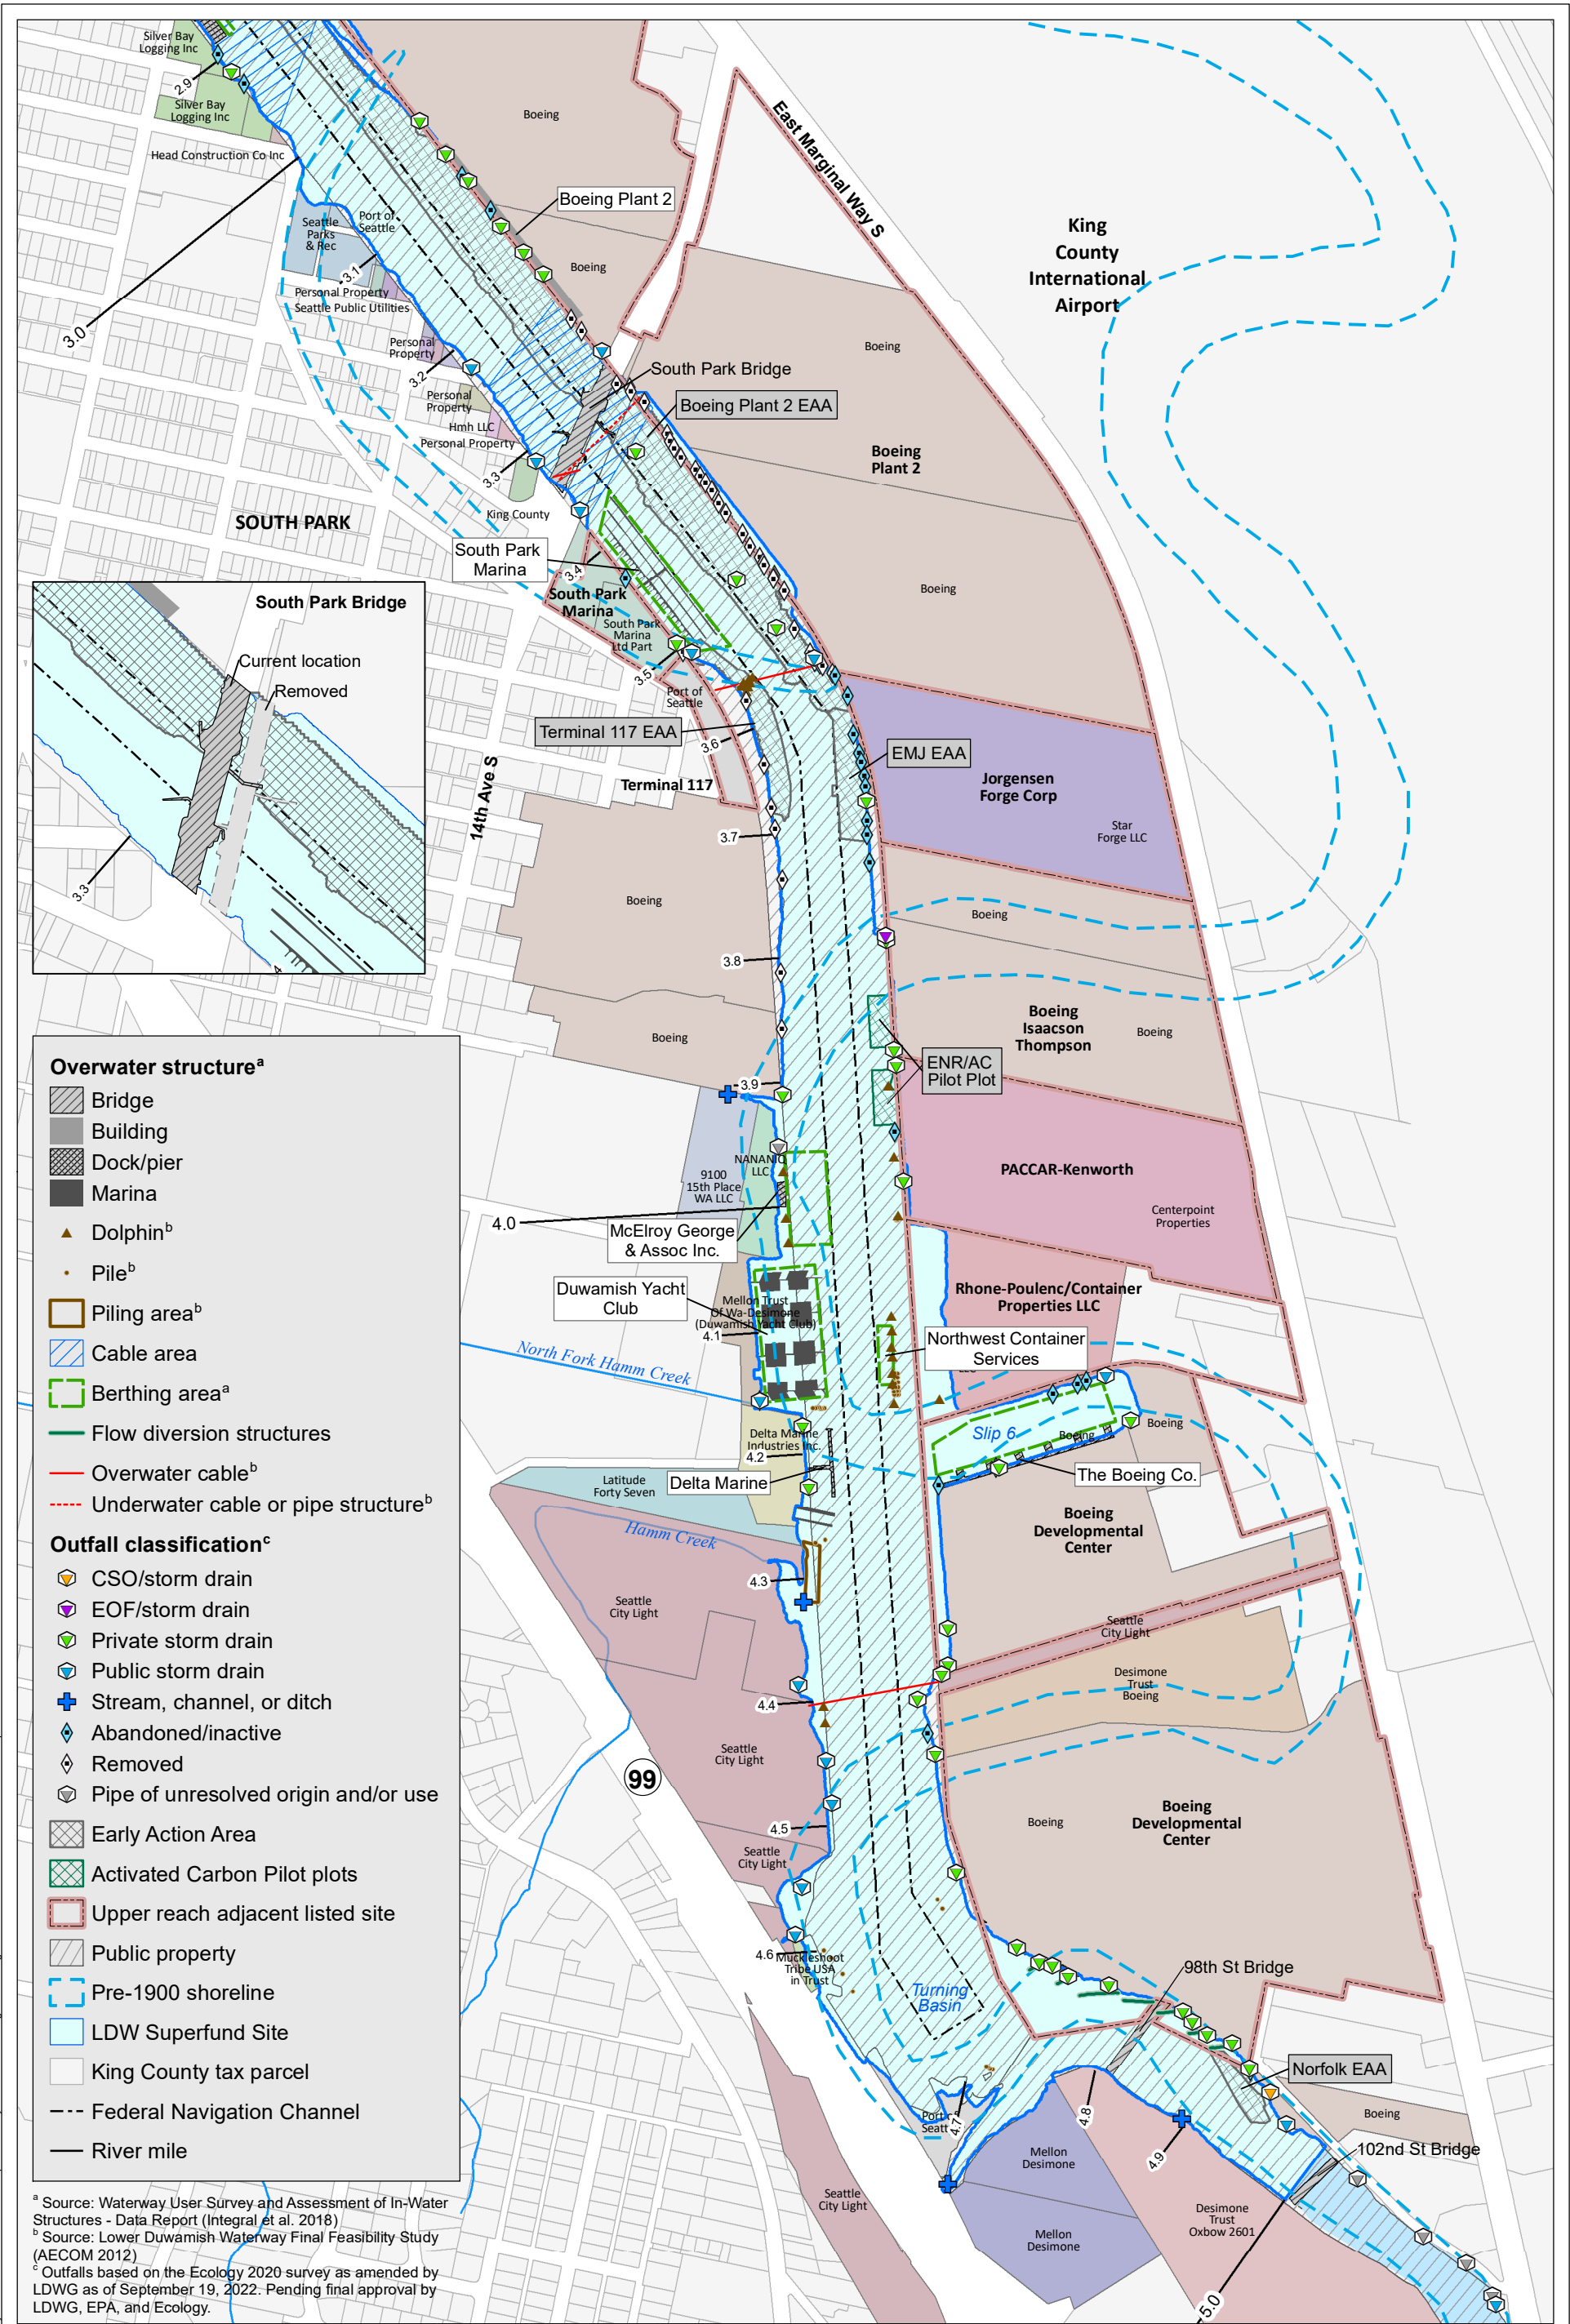 Silver Bay
Logging Inc
2.9
Silver Bay
Logging Inc
Head Construction Co Inc
3.0
Seattle
Parks
& Rec
Port of
Seattle
3.1
Personal Property
Seattle Public Utilities
Personal
Property
3.2
Personal
Property
Hmh LLC
Personal Property
3.3
King County
SOUTH PARK
Boeing
Boeing Plant 2
Boeing
East Marginal Way S
King
County
International
Airport
Boeing
South Park Bridge
Boeing Plant 2 EAA
Boeing
Plant 2
Boeing
South Park
Marina
3.4
South Park
Marina
South Park
Marina
Ltd Part
3.5
Port of
Seattle
Terminal 117 EAA
3.6
Terminal 117
14th Ave S
EMJ EAA
Jorgensen
Forge Corp
Star
Forge LLC
3.7
Boeing
Boeing
3.8
Boeing
Boeing
Isaacson
Thompson
Boeing
ENR/AC
Pilot Plot
3.9
NANANC
LLC
9100
15th Place
WA LLC
PACCAR-Kenworth
Centerpoint
Properties
4.0
McElroy George
& Assoc Inc.
Duwamish Yacht
Club
Mellon Trust
Of Wa-Desimone
(Duwamish Yacht Club)
4.1
Rhone-Poulenc/Container
Properties LLC
Northwest Container
Services
North Fork Hamm Creek
Slip 6
Boeing
Boeing
Delta Marine
Industries Inc.
4.2
Delta Marine
The Boeing Co.
Latitude
Forty Seven
Hamm Creek
Boeing
Developmental
Center
4.3
Seattle
City Light
Seattle
City Light
Desimone
Trust
Boeing
4.4
Seattle
City Light
99
4.5
Seattle
City Light
Boeing
Boeing
Developmental
Center
4.6
Muckleshoot
Tribe USA
in Trust
Turning
Basin
98th St Bridge
Norfolk EAA
Boeing
Port of
Seattle
4.7
4.8
4.9
102nd St Bridge
Mellon
Desimone
Seattle
City Light
Desimone
Trust
Oxbow 2601
Mellon
Desimone
5.0
South Park Bridge
Current location
Removed
3.3
4
Overwater structure^a
Bridge
Building
Dock/pier
Marina
Dolphin^b
Pile^b
Piling area^b
Cable area
Berthing area^a
Flow diversion structures
Overwater cable^b
Underwater cable or pipe structure^b
Outfall classification^c
CSO/storm drain
EOF/storm drain
Private storm drain
Public storm drain
Stream, channel, or ditch
Abandoned/inactive
Removed
Pipe of unresolved origin and/or use
Early Action Area
Activated Carbon Pilot plots
Upper reach adjacent listed site
Public property
Pre-1900 shoreline
LDW Superfund Site
King County tax parcel
Federal Navigation Channel
River mile
^a Source: Waterway User Survey and Assessment of In-Water
Structures - Data Report (Integral et al. 2018)
^b Source: Lower Duwamish Waterway Final Feasibility Study
(AECOM 2012)
^c Outfalls based on the Ecology 2020 survey as amended by
LDWG as of September 19, 2022. Pending final approval by
LDWG, EPA, and Ecology.